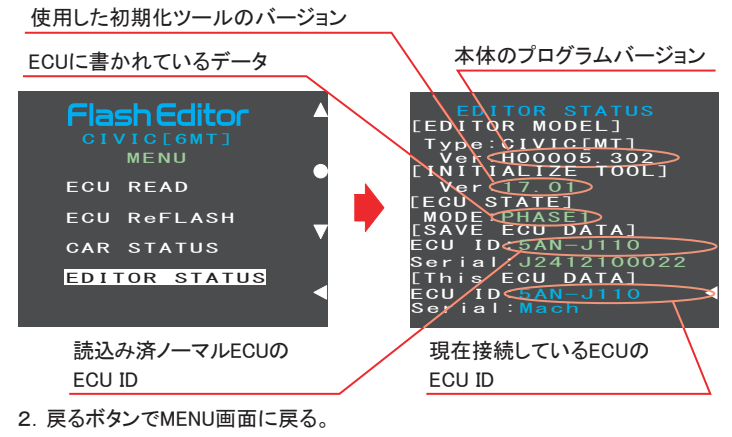 使用した初期化ツールのバージョン
ECUに書かれているデータ
本体のプログラムバージョン
Flash Editor
CIVIC[6MT]
MENU
ECU READ
ECU ReFLASH
CAR STATUS
EDITOR STATUS
EDITOR STATUS
[EDITOR MODEL]
Type:CIVIC[MT]
Ver H00005.302
[INITIALIZE TOOL]
Ver 17.01
[ECU STATE]
MODE:PHASE1
[SAVE ECU DATA]
ECU ID:5AN-J110
Serial:J2412100022
[This ECU DATA]
ECU ID 5AN-J110
Serial:Mach
読込み済ノーマルECUの
ECU ID
現在接続しているECUの
ECU ID
2. 戻るボタンでMENU画面に戻る。